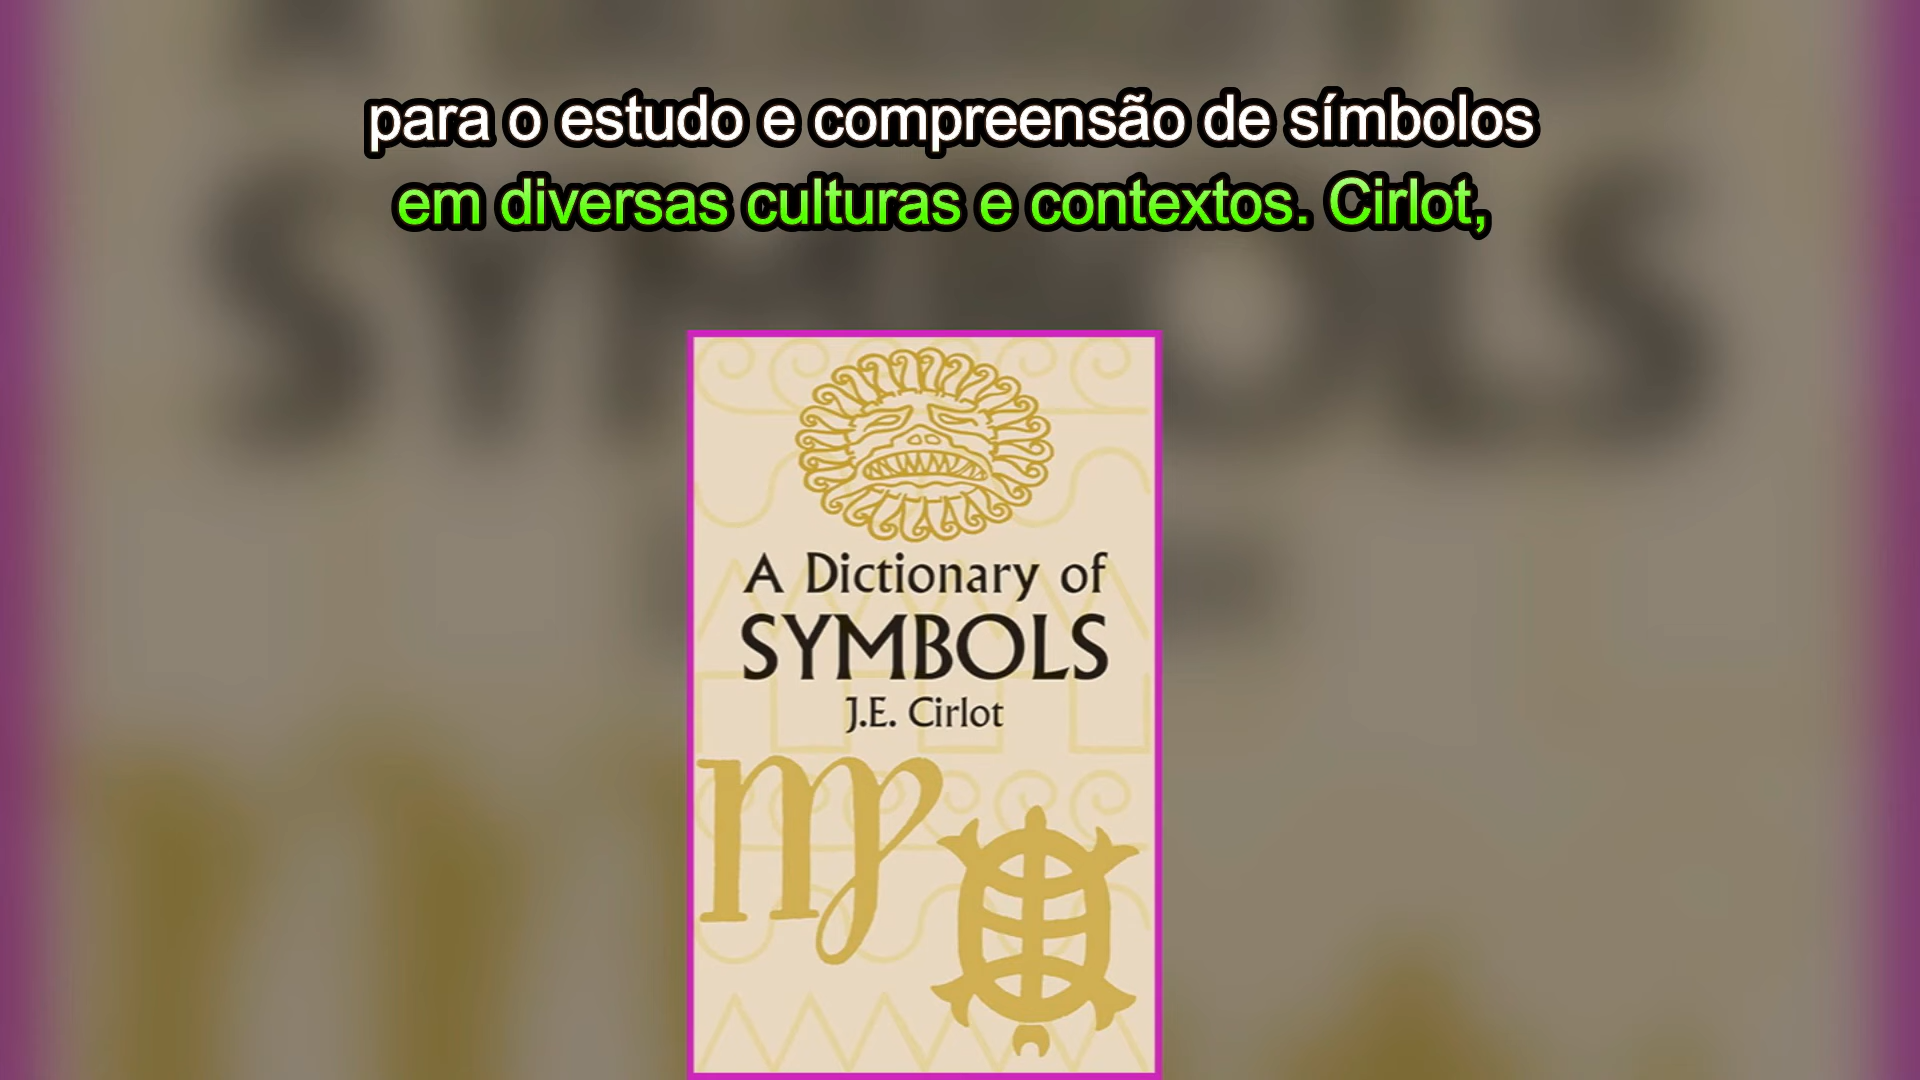 para o estudo e compreensão de símbolos
em diversas culturas e contextos. Cirlot,
A Dictionary of
SYMBOLS
J.E. Cirlot